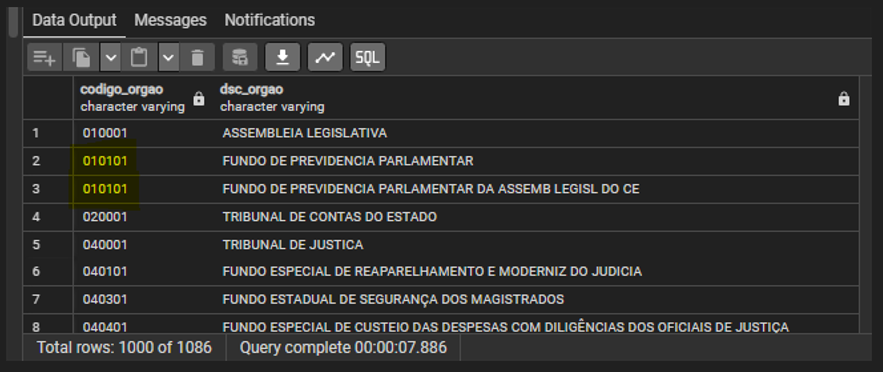 Data Output Messages Notifications
SQL
codigo_orgao dsc_orgao
character varying character varying
1 010001 ASSEMBLEIA LEGISLATIVA
2 010101 FUNDO DE PREVIDENCIA PARLAMENTAR
3 010101 FUNDO DE PREVIDENCIA PARLAMENTAR DA ASSEMB LEGISL DO CE
4 020001 TRIBUNAL DE CONTAS DO ESTADO
5 040001 TRIBUNAL DE JUSTICA
6 040101 FUNDO ESPECIAL DE REAPARELHAMENTO E MODERNIZ DO JUDICIA
7 040301 FUNDO ESTADUAL DE SEGURANÇA DOS MAGISTRADOS
8 040401 FUNDO ESPECIAL DE CUSTEIO DAS DESPESAS COM DILIGÊNCIAS DOS OFICIAIS DE JUSTIÇA
Total rows: 1000 of 1086 Query complete 00:00:07.886